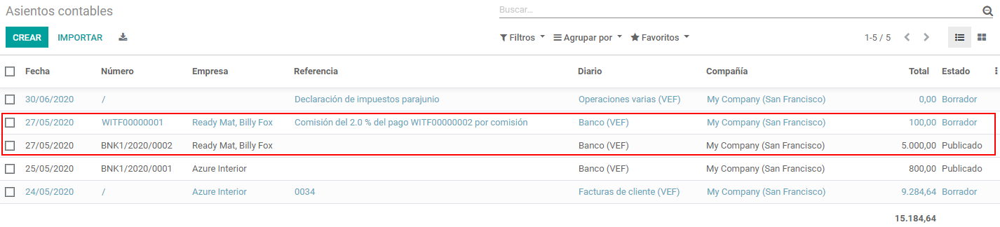 Asientos contables Buscar...
CREAR IMPORTAR Filtros Agrupar por Favoritos 1-5 / 5
Fecha Número Empresa Referencia Diario Compañía Total Estado
30/06/2020 / Declaración de impuestos parajunio Operaciones varias (VEF) My Company (San Francisco) 0,00 Borrador
27/05/2020 WITF00000001 Ready Mat, Billy Fox Comisión del 2.0 % del pago WITF00000002 por comisión Banco (VEF) My Company (San Francisco) 100,00 Borrador
27/05/2020 BNK1/2020/0002 Ready Mat, Billy Fox Banco (VEF) My Company (San Francisco) 5.000,00 Publicado
25/05/2020 BNK1/2020/0001 Azure Interior Banco (VEF) My Company (San Francisco) 800,00 Publicado
24/05/2020 / Azure Interior 0034 Facturas de cliente (VEF) My Company (San Francisco) 9.284,64 Borrador
15.184,64